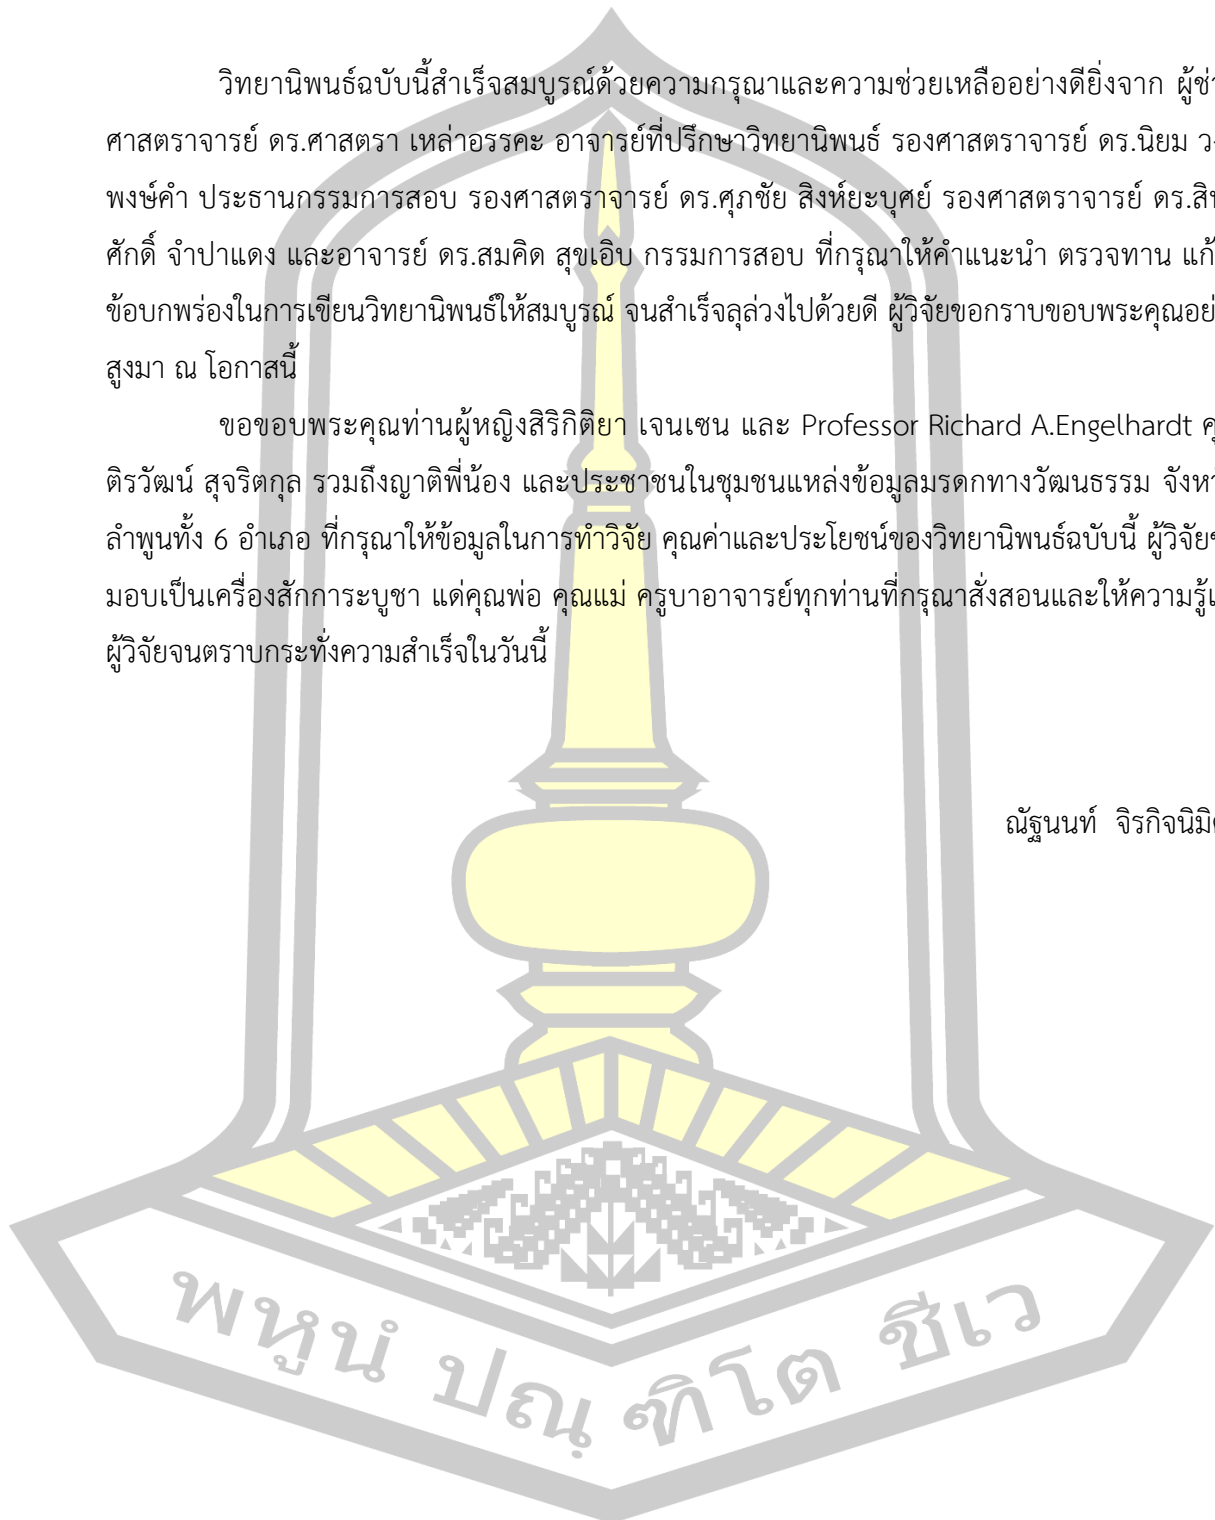 วิทยานิพนธ์ฉบับนี้สำเร็จสมบูรณ์ด้วยความกรุณาและความช่วยเหลืออย่างดียิ่งจาก ผู้ช่ว
ศาสตราจารย์ ดร.ศาสตรา เหล่าอรรคะ อาจารย์ที่ปรึกษาวิทยานิพนธ์ รองศาสตราจารย์ ดร.นิยม
พงษ์คำ ประธานกรรมการสอบ รองศาสตราจารย์ ดร.ศุภชัย สิงห์ยะบุศย์ รองศาสตราจารย์
ศักดิ์ จำปาแดง และอาจารย์ ดร.สมคิด สุขเอิบ กรรมการสอบ ที่กรุณาให้คำแนะนำ ตรวจทาน แก้
ข้อบกพร่องในการเขียนวิทยานิพนธ์ให้สมบูรณ์ จนสำเร็จลุล่วงไปด้วยดี ผู้วิจัยขอกราบขอบพระคุณอย่
สูงมา ณ โอกาสนี้
ขอขอบพระคุณท่านผู้หญิงสิริกิติยา เจนเซน และ Professor Richard A.Engelhardt
ติรวัฒน์ สุจริตกุล รวมถึงญาติพี่น้อง และประชาชนในชุมชนแหล่งข้อมูลมรดกทางวัฒนธรรม จังห
ลำพูนทั้ง 6 อำเภอ ที่กรุณาให้ข้อมูลในการทำวิจัย คุณค่าและประโยชน์ของวิทยานิพนธ์ฉบับนี้ ผู้วิจัย
มอบเป็นเครื่องสักการะบูชา แด่คุณพ่อ คุณแม่ ครูบาอาจารย์ทุกท่านที่กรุณาสั่งสอนและให้ความรู้
ผู้วิจัยจนตราบกระทั่งความสำเร็จในวันนี้
ณัฐนนท์ จิรกิจนิมิ
พหูนํ ปณฺฑิโต ชีเว